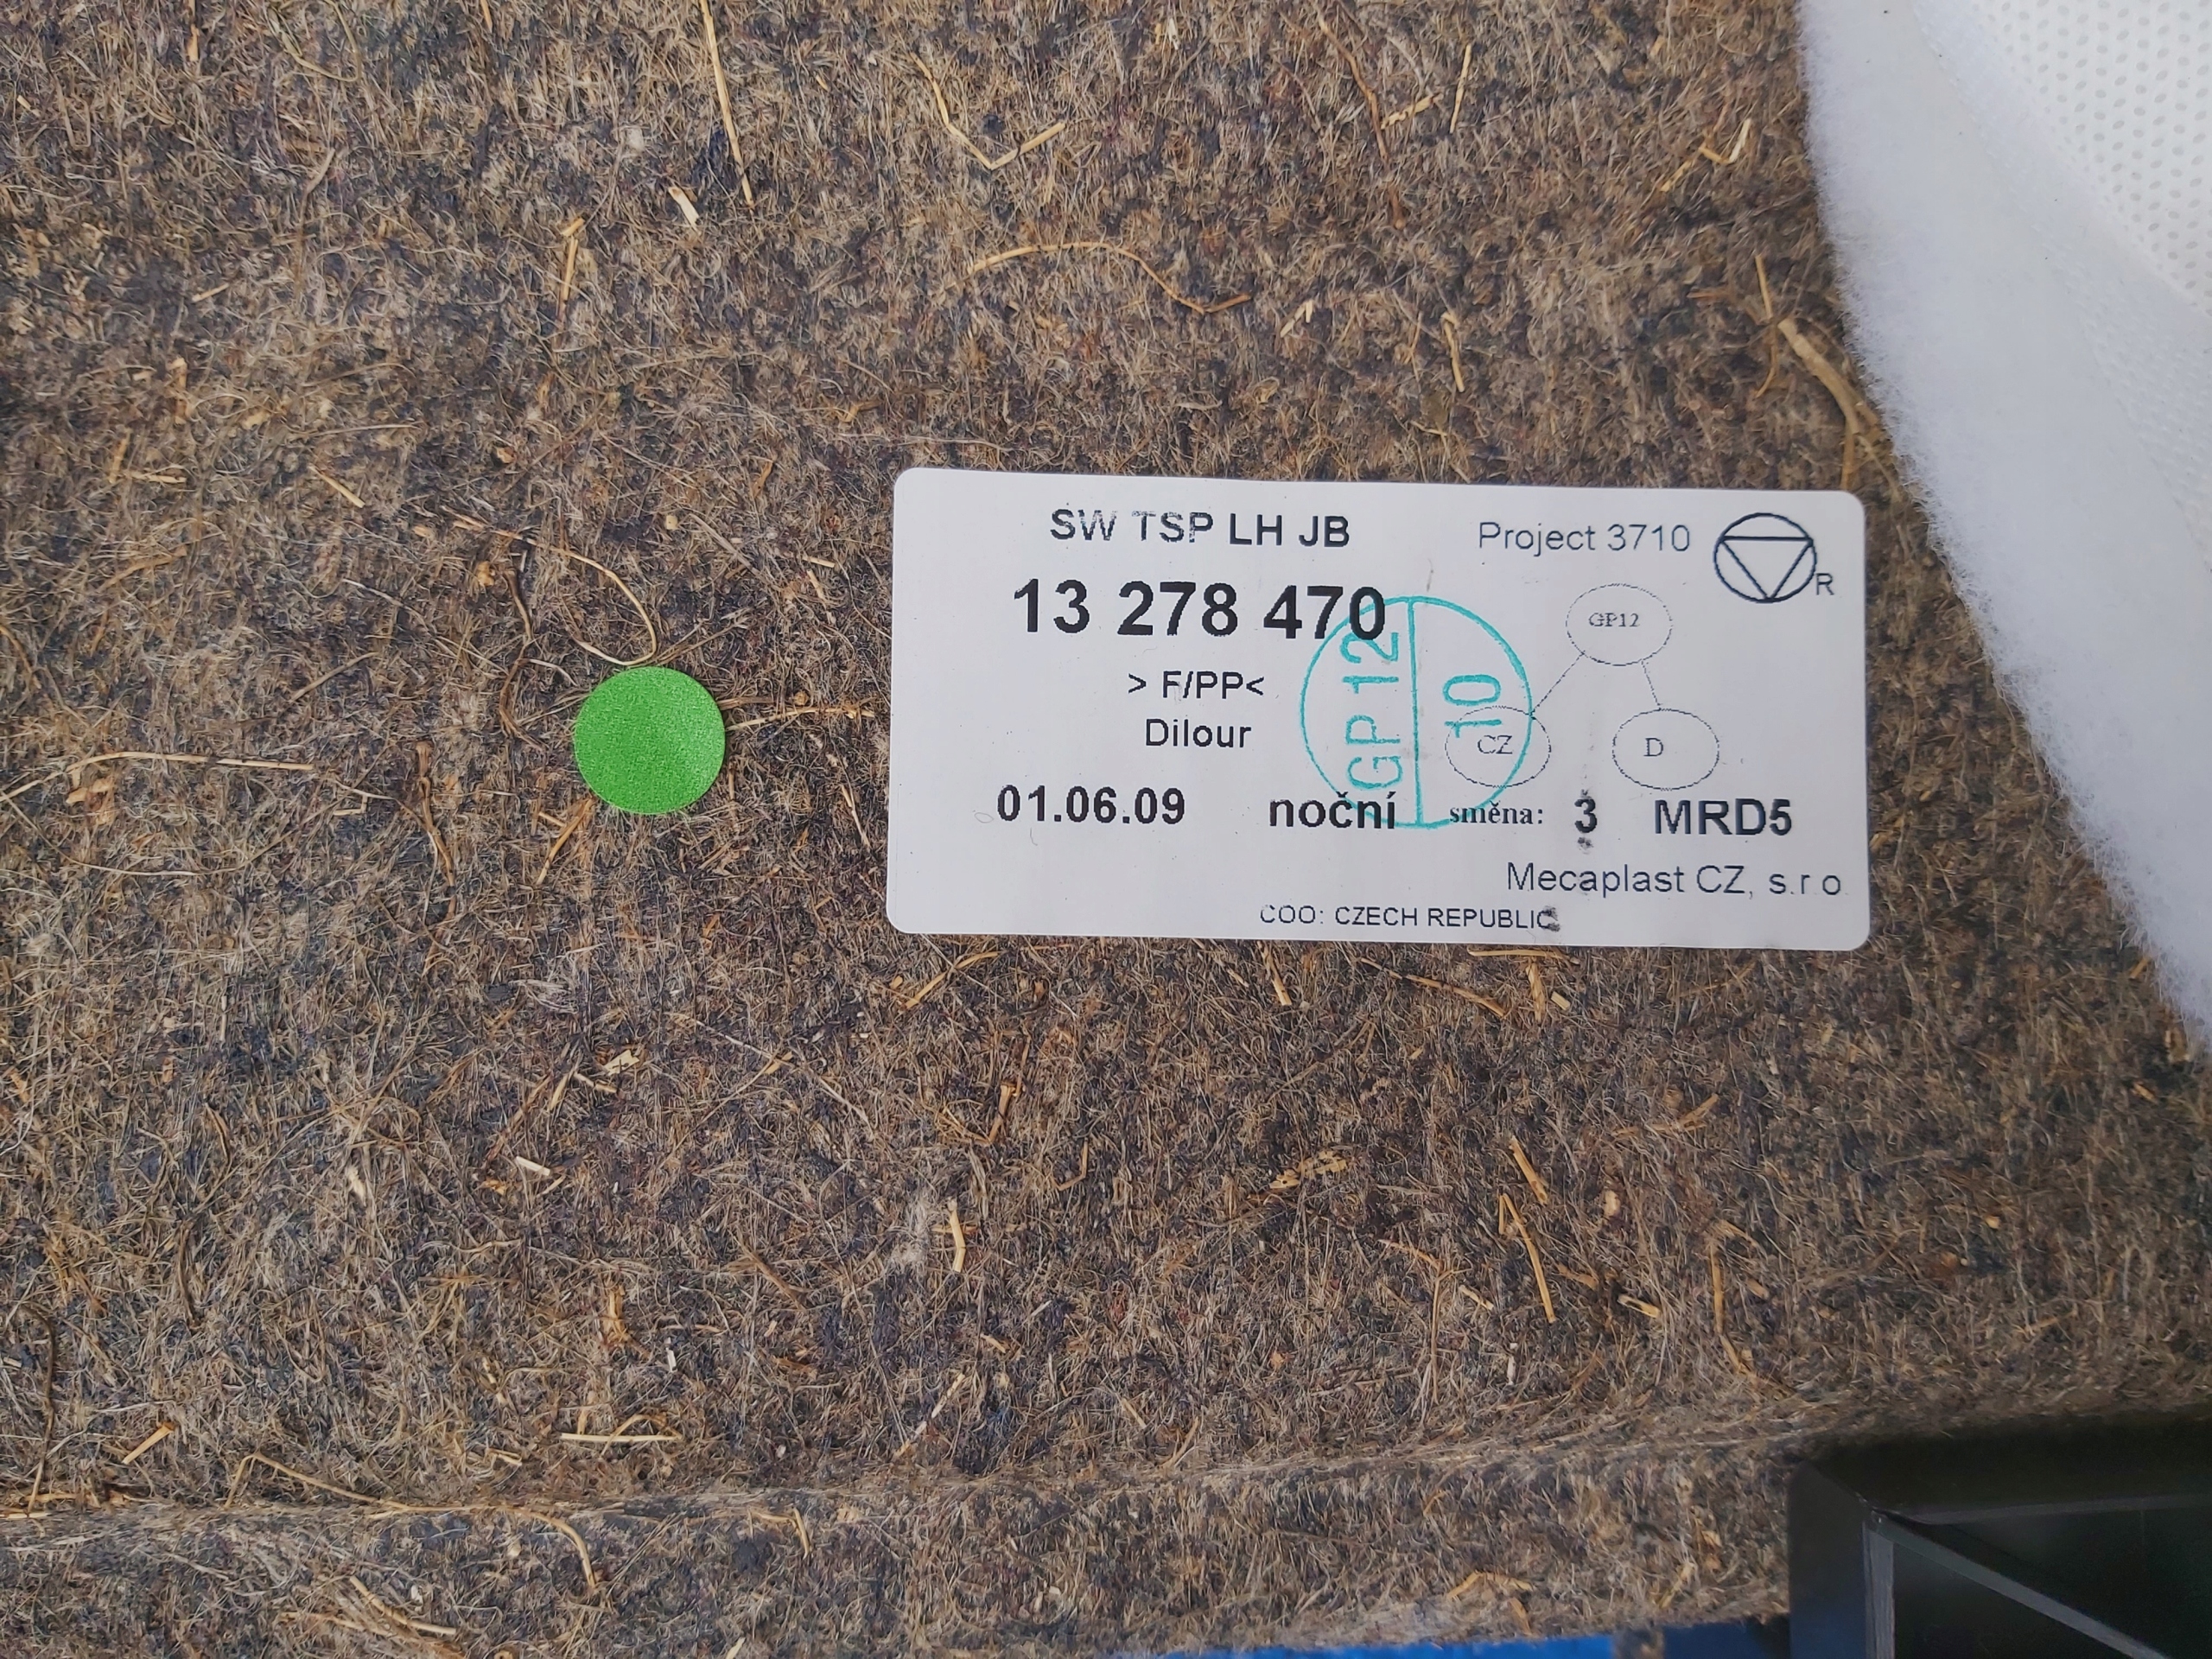 SW TSP LH JB
Project 3710
R
13 278 470
GP12
> F/PP<
GP 12
10
Dilour
CZ
D
01.06.09 noční směna: 3 MRD5
Mecaplast CZ, s.r.o
COO: CZECH REPUBLIC